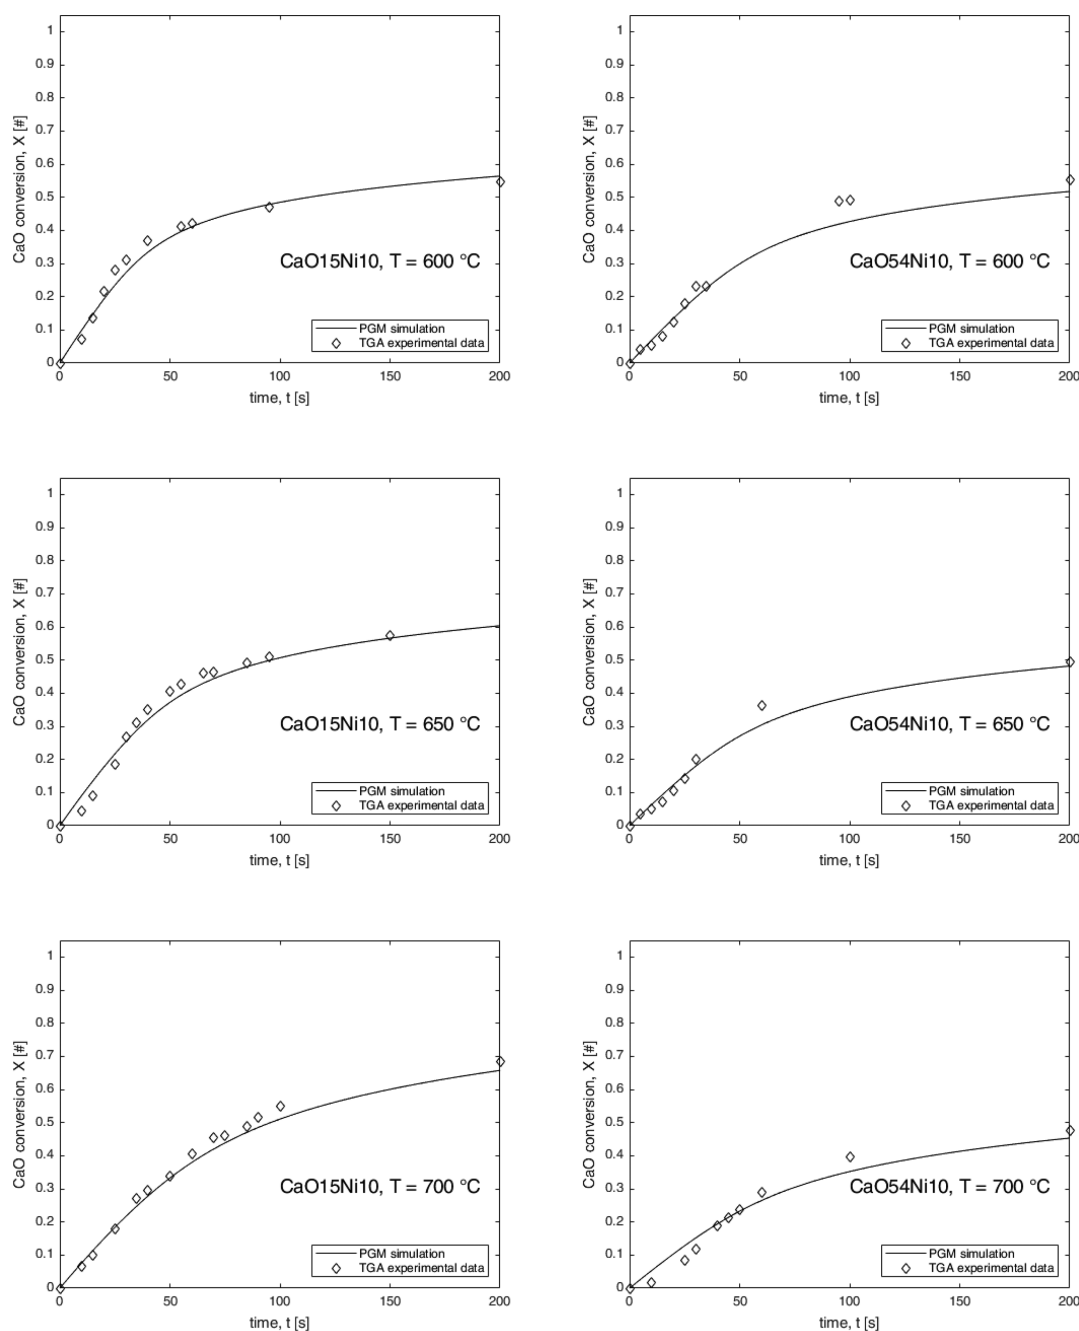 1
0.9
0.8
0.7
0.6
0.5
0.4
0.3
0.2
0.1
0
CaO conversion, X [#]
CaO15Ni10, T = 600 °C
PGM simulation
TGA experimental data
0 50 100 150 200
time, t [s]
1
0.9
0.8
0.7
0.6
0.5
0.4
0.3
0.2
0.1
0
CaO conversion, X [#]
CaO54Ni10, T = 600 °C
PGM simulation
TGA experimental data
0 50 100 150 200
time, t [s]
1
0.9
0.8
0.7
0.6
0.5
0.4
0.3
0.2
0.1
0
CaO conversion, X [#]
CaO15Ni10, T = 650 °C
PGM simulation
TGA experimental data
0 50 100 150 200
time, t [s]
1
0.9
0.8
0.7
0.6
0.5
0.4
0.3
0.2
0.1
0
CaO conversion, X [#]
CaO54Ni10, T = 650 °C
PGM simulation
TGA experimental data
0 50 100 150 200
time, t [s]
1
0.9
0.8
0.7
0.6
0.5
0.4
0.3
0.2
0.1
0
CaO conversion, X [#]
CaO15Ni10, T = 700 °C
PGM simulation
TGA experimental data
0 50 100 150 200
time, t [s]
1
0.9
0.8
0.7
0.6
0.5
0.4
0.3
0.2
0.1
0
CaO conversion, X [#]
CaO54Ni10, T = 700 °C
PGM simulation
TGA experimental data
0 50 100 150 200
time, t [s]